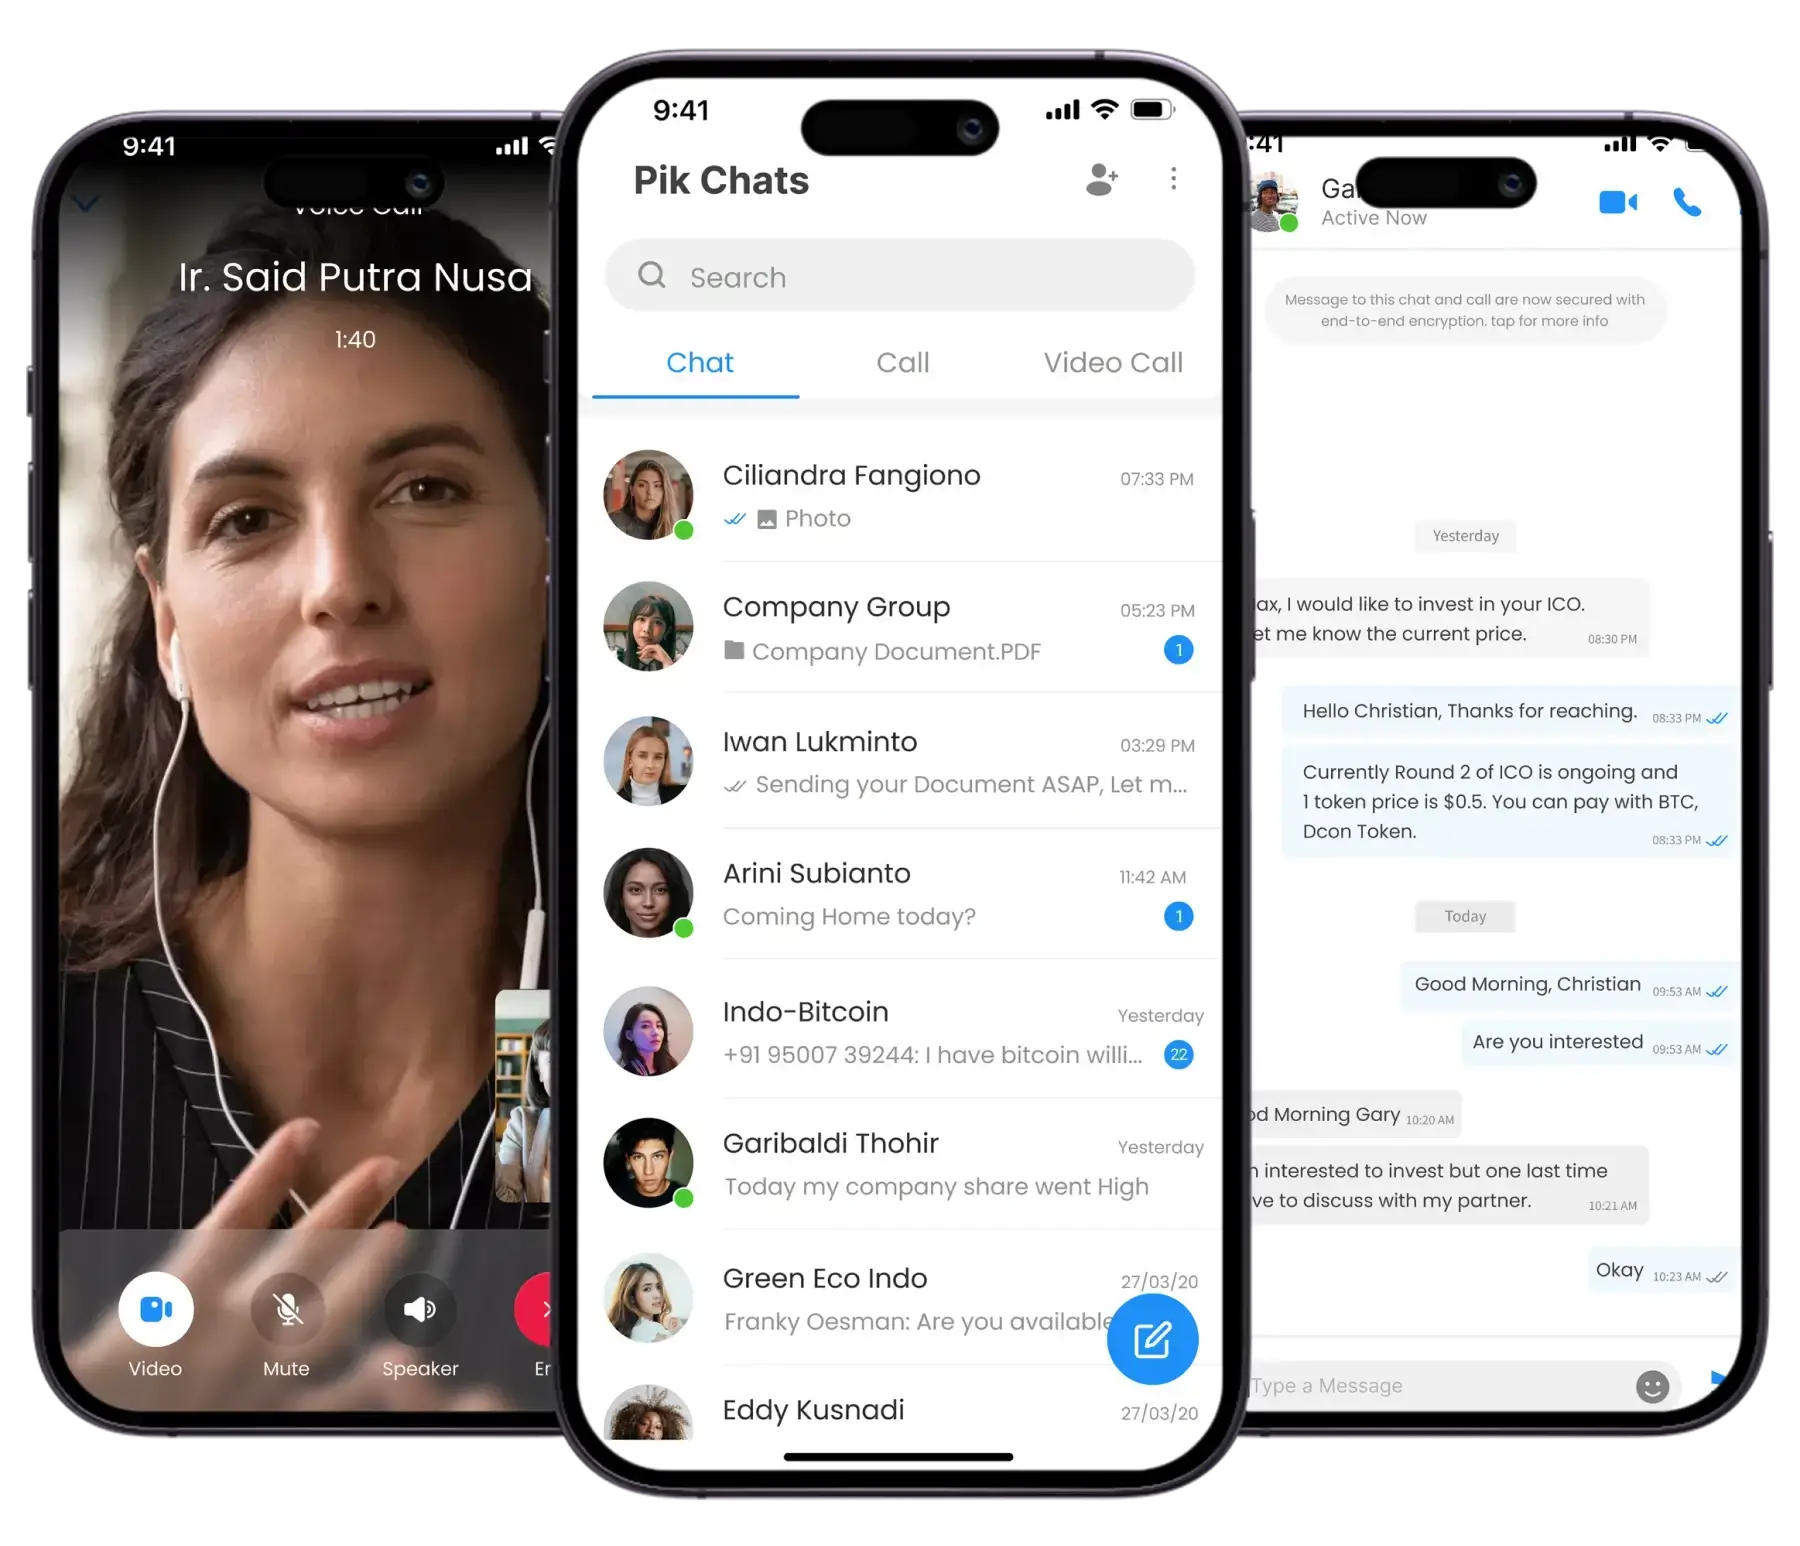 9:41
Voice Call
Ir. Said Putra Nusa
1:40
Video
Mute
Speaker
9:41
Pik Chats
Search
Chat Call Video Call
Ciliandra Fangiono 07:33 PM
Photo
Company Group 05:23 PM
Company Document.PDF 1
Iwan Lukminto 03:29 PM
Sending your Document ASAP, Let m...
Arini Subianto 11:42 AM
Coming Home today? 1
Indo-Bitcoin Yesterday
+91 95007 39244: I have bitcoin willi... 22
Garibaldi Thohir Yesterday
Today my company share went High
Green Eco Indo 27/03/20
Franky Oesman: Are you available
Eddy Kusnadi 27/03/20
:41
Ga
Active Now
Message to this chat and call are now secured with
end-to-end encryption. tap for more info
Yesterday
ax, I would like to invest in your ICO.
et me know the current price. 08:30 PM
Hello Christian, Thanks for reaching. 08:33 PM
Currently Round 2 of ICO is ongoing and
1 token price is $0.5. You can pay with BTC,
Dcon Token. 08:33 PM
Today
Good Morning, Christian 09:53 AM
Are you interested 09:53 AM
od Morning Gary 10:20 AM
n interested to invest but one last time
ve to discuss with my partner. 10:21 AM
Okay 10:23 AM
Type a Message